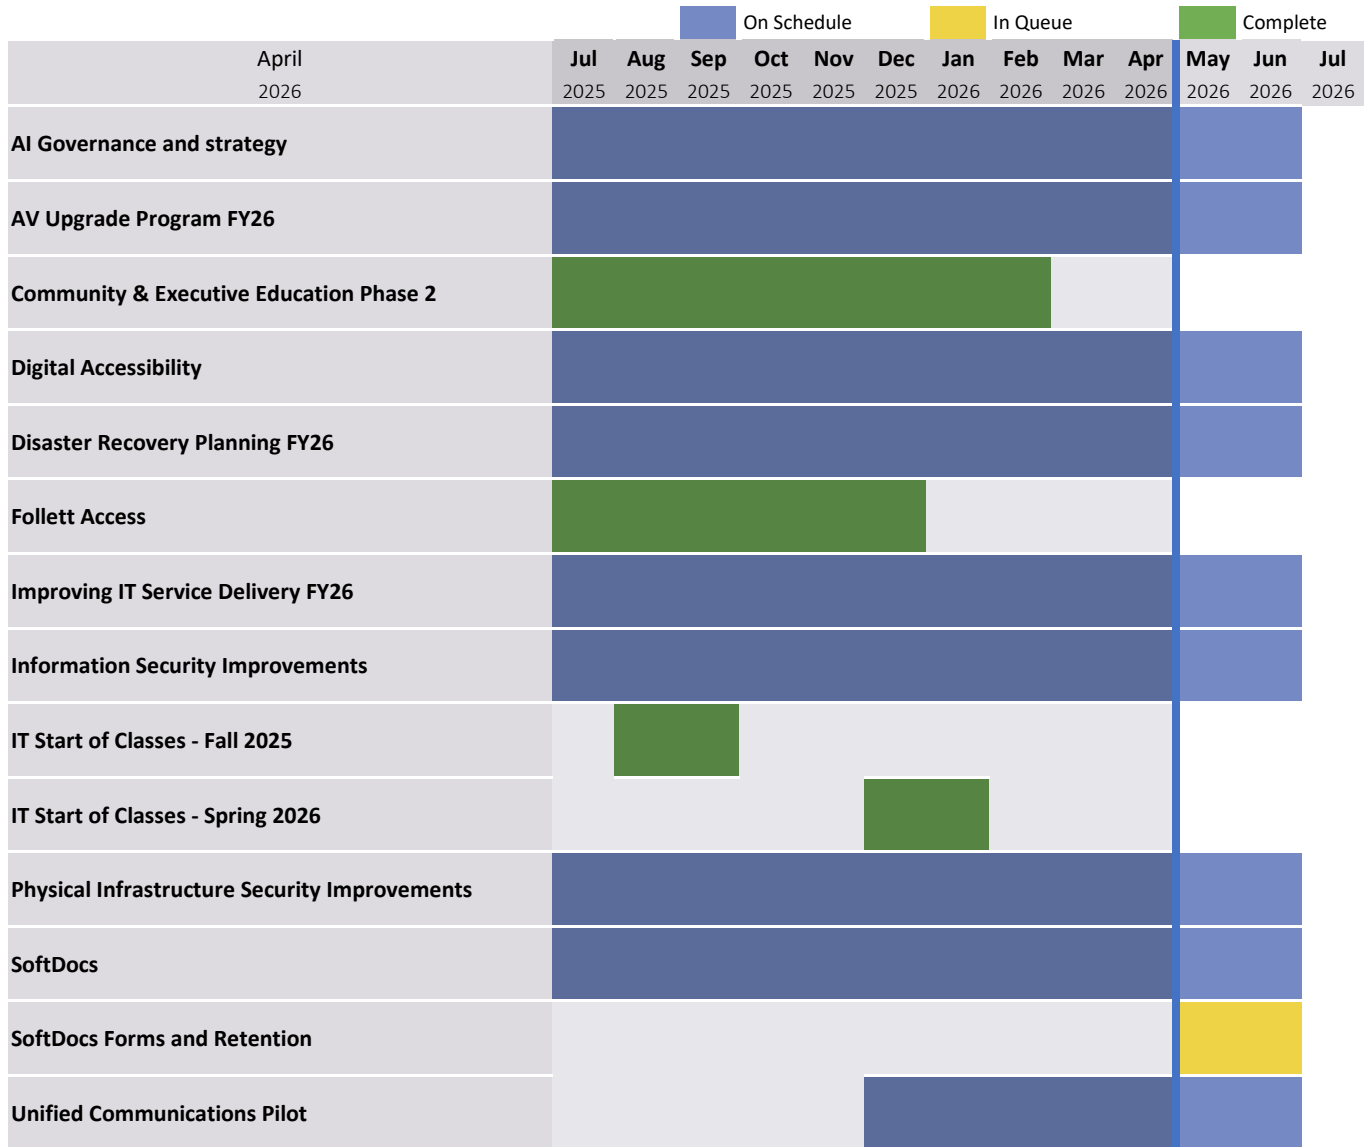 On Schedule In Queue Complete
April Jul Aug Sep Oct Nov Dec Jan Feb Mar Apr May Jun Jul
2026 2025 2025 2025 2025 2025 2025 2026 2026 2026 2026 2026 2026 2026
AI Governance and strategy
AV Upgrade Program FY26
Community & Executive Education Phase 2
Digital Accessibility
Disaster Recovery Planning FY26
Follett Access
Improving IT Service Delivery FY26
Information Security Improvements
IT Start of Classes - Fall 2025
IT Start of Classes - Spring 2026
Physical Infrastructure Security Improvements
SoftDocs
SoftDocs Forms and Retention
Unified Communications Pilot